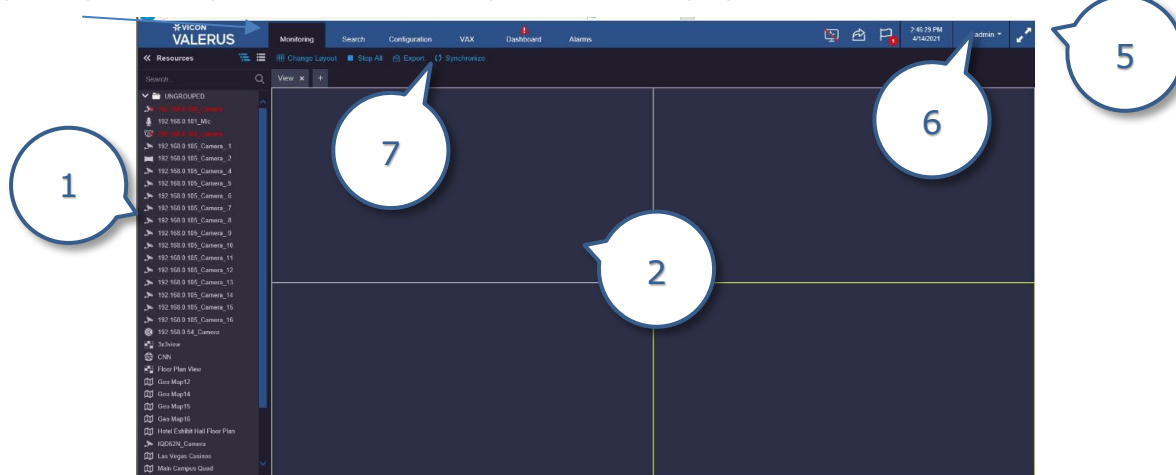 VICON
VALERUS
Monitoring Search Configuration VAX Dashboard Alarms
2:46:29 PM
4/14/2021
admin
5
Resources
Change Layout Stop All Export Synchronize
Search...
View × +
6
7
1
2
UNGROUPED
192.168.0.101_Mic
192.168.0.105_Camera_1
192.168.0.105_Camera_2
192.168.0.105_Camera_4
192.168.0.105_Camera_5
192.168.0.105_Camera_6
192.168.0.105_Camera_7
192.168.0.105_Camera_8
192.168.0.105_Camera_9
192.168.0.105_Camera_10
192.168.0.105_Camera_11
192.168.0.105_Camera_12
192.168.0.105_Camera_13
192.168.0.105_Camera_14
192.168.0.105_Camera_15
192.168.0.105_Camera_16
192.168.0.54_Camera
3x3view
CNN
Floor Plan View
Geo Map12
Geo Map14
Geo Map15
Geo Map16
Hotel Exhibit Hall Floor Plan
IQD52N_Camera
Las Vegas Casinos
Main Campus Quad